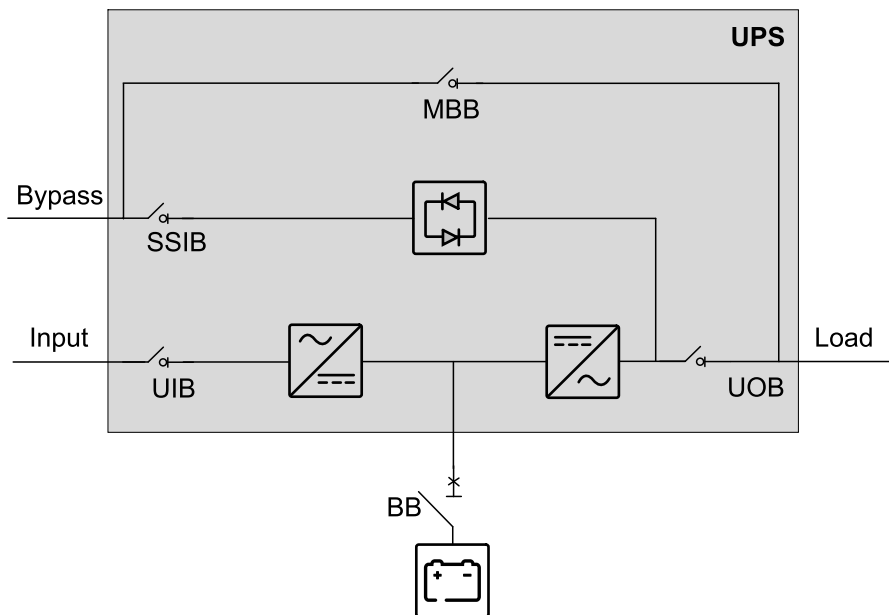 UPS
MBB
Bypass
SSIB
Input
Load
UIB
UOB
BB